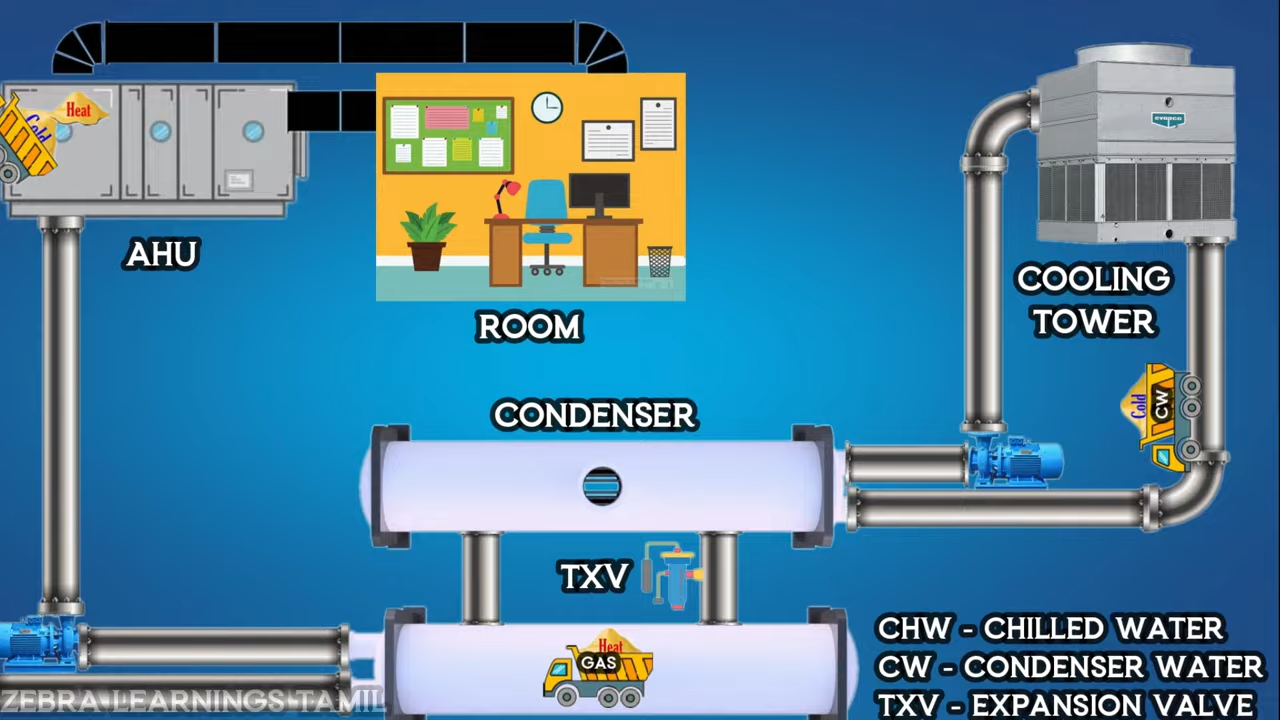 Heat
Cold
AHU
ROOM
COOLING
TOWER
CONDENSER
Cold
CW
TXV
Heat
GAS
CHW - CHILLED WATER
CW - CONDENSER WATER
TXV - EXPANSION VALVE
ZEBRA LEARNINGS TAMIL